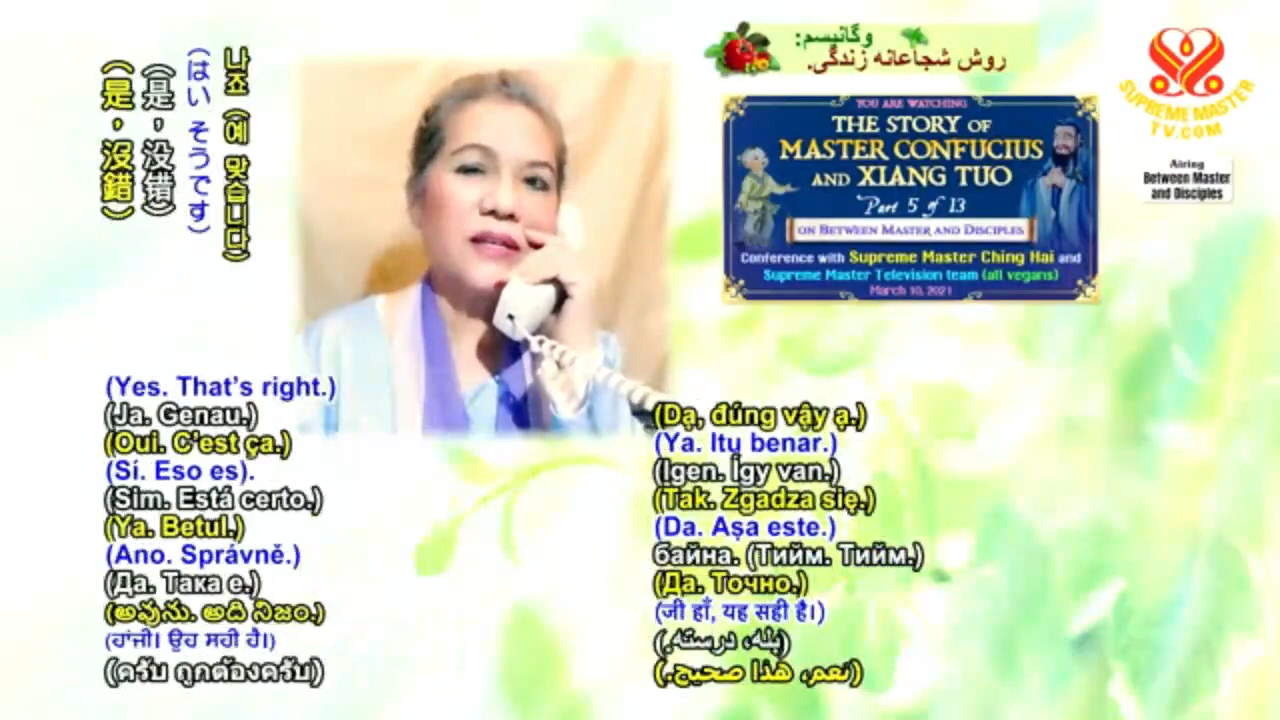 나죠 (예 맞습니다)
(はい そうです)
(是，没错)
(是，沒錯)
وگانیسم:
روش شجاعانه زندگی.
YOU ARE WATCHING
THE STORY OF
MASTER CONFUCIUS
AND XIANG TUO
Part 5 of 13
ON BETWEEN MASTER AND DISCIPLES
Conference with Supreme Master Ching Hai and
Supreme Master Television team (all vegans)
March 10, 2021
SUPREME MASTER
TV.COM
Airing
Between Master
and Disciples
(Yes. That's right.)
(Ja. Genau.)
(Oui. C'est ça.)
(Sí. Eso es).
(Sim. Está certo.)
(Ya. Betul.)
(Ano. Správně.)
(Да. Така е.)
(అవును. అది నిజం.)
(ਹਾਂਜੀ। ਉਹ ਸਹੀ ਹੈ।)
(ครับ ถูกต้องครับ)
(Dạ, đúng vậy ạ.)
(Ya. Itu benar.)
(Igen. Így van.)
(Tak. Zgadza się.)
(Da. Așa este.)
байна. (Тийм. Тийм.)
(Да. Точно.)
(जी हाँ, यह सही है।)
(بله، درسته.)
(نعم، هذا صحيح.)